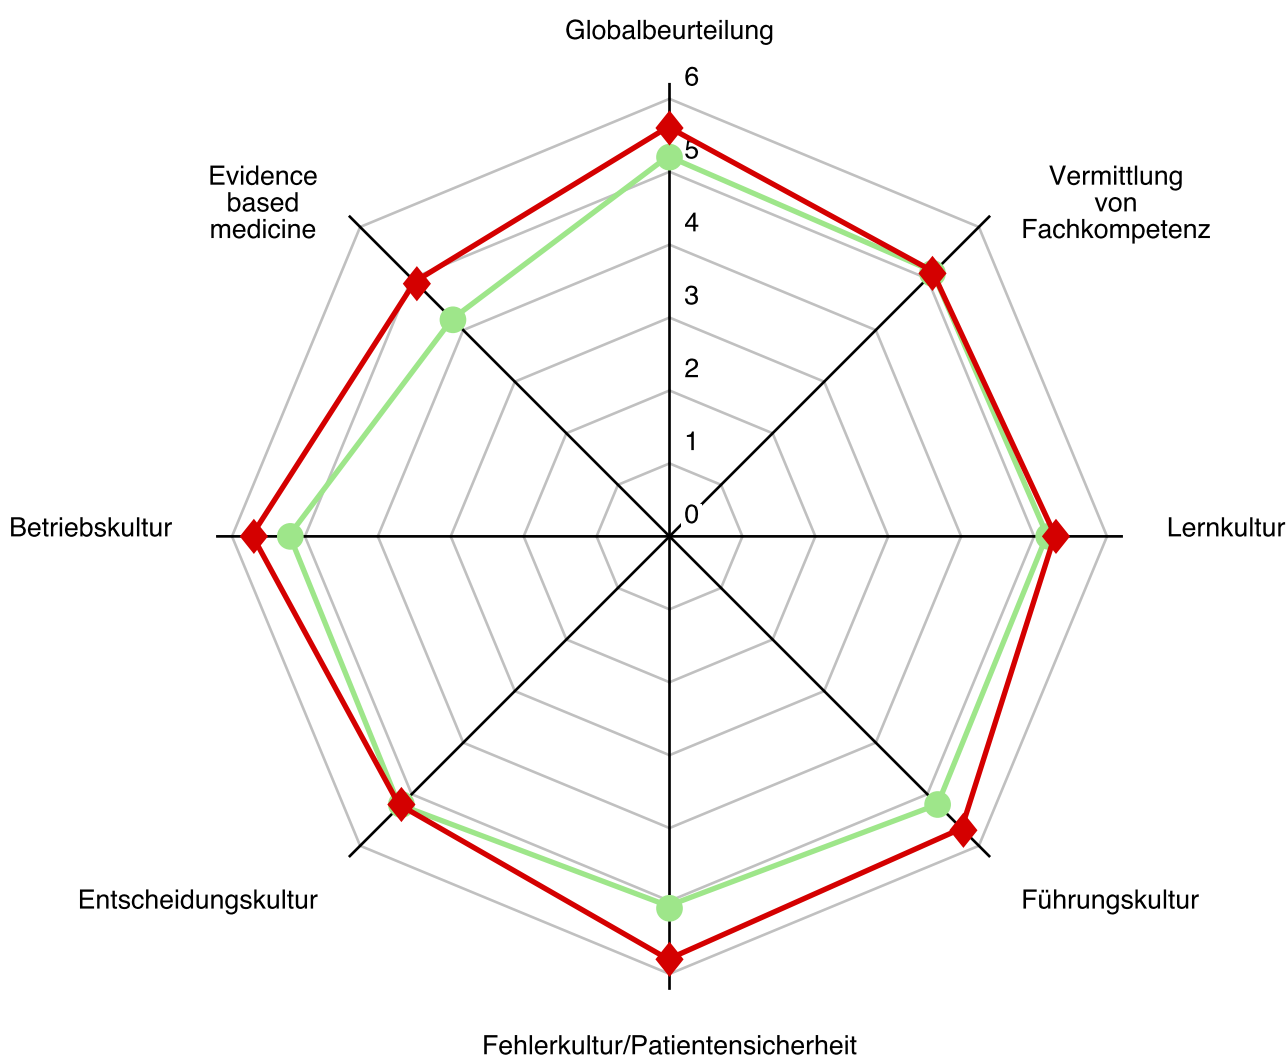 Globalbeurteilung
6
5
4
3
2
1
0
Evidence
based
medicine
Vermittlung
von
Fachkompetenz
Betriebskultur
Lernkultur
Entscheidungskultur
Führungskultur
Fehlerkultur/Patientensicherheit